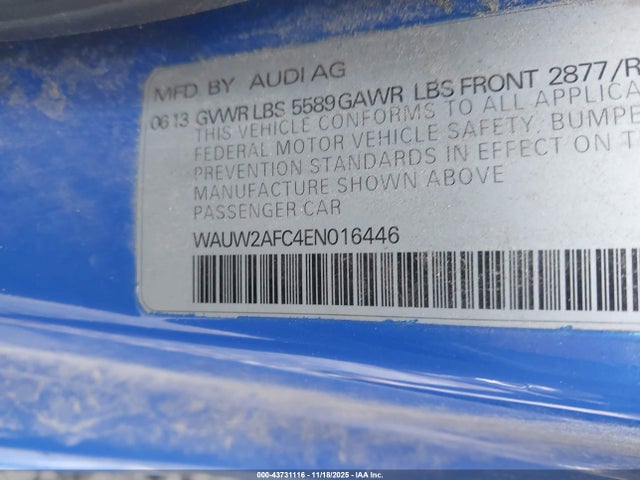 MFD. BY AUDI AG
06 13 GVWR LBS 5589 GAWR LBS FRONT 2877/R
THIS VEHICLE CONFORMS TO ALL APPLICA
FEDERAL MOTOR VEHICLE SAFETY, BUMPE
PREVENTION STANDARDS IN EFFECT ON T
MANUFACTURE SHOWN ABOVE
PASSENGER CAR
WAUW2AFC4EN016446
000-43731116 | 11/18/2025 | IAA Inc.